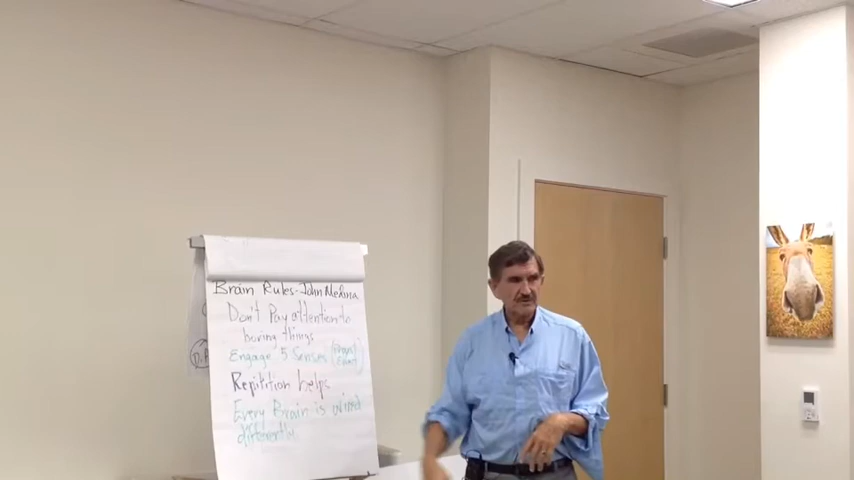 Brain Rules - John Medina
Don't Pay attention to
boring things
Engage 5 Senses
Repitition helps
Every Brain is wired
differently